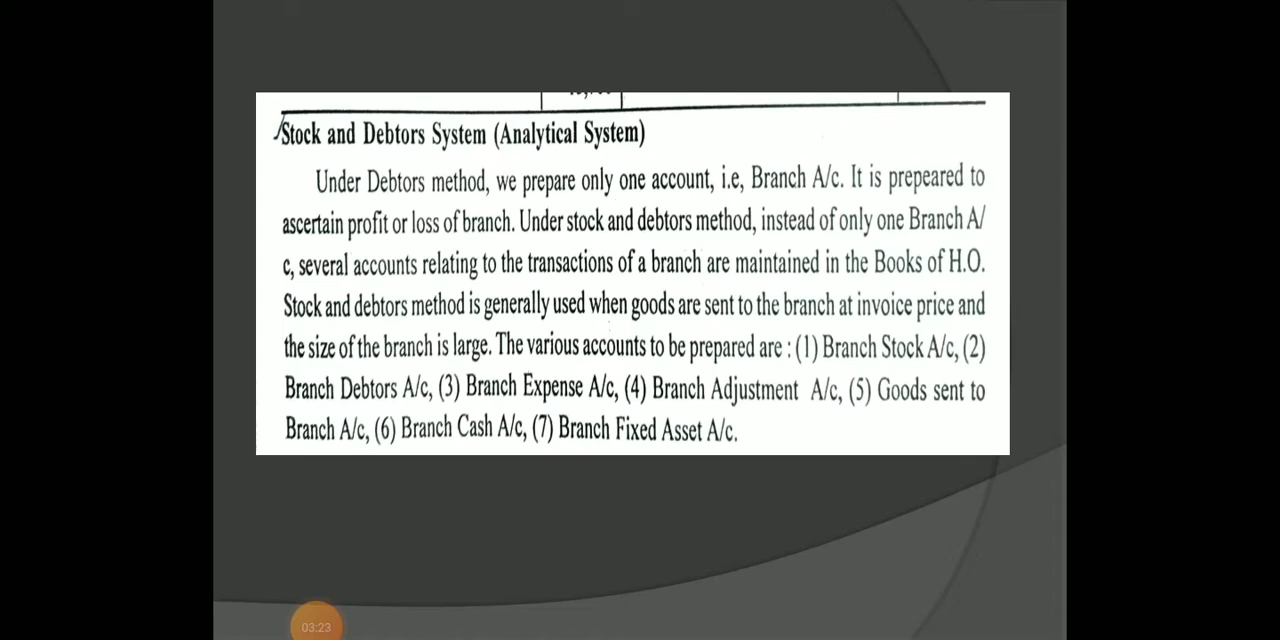 Stock and Debtors System (Analytical System)
Under Debtors method, we prepare only one account, i.e, Branch A/c. It is prepeared to
ascertain profit or loss of branch. Under stock and debtors method, instead of only one Branch A/
c, several accounts relating to the transactions of a branch are maintained in the Books of H.O.
Stock and debtors method is generally used when goods are sent to the branch at invoice price and
the size of the branch is large. The various accounts to be prepared are : (1) Branch Stock A/c, (2)
Branch Debtors A/c, (3) Branch Expense A/c, (4) Branch Adjustment A/c, (5) Goods sent to
Branch A/c, (6) Branch Cash A/c, (7) Branch Fixed Asset A/c.
03:23